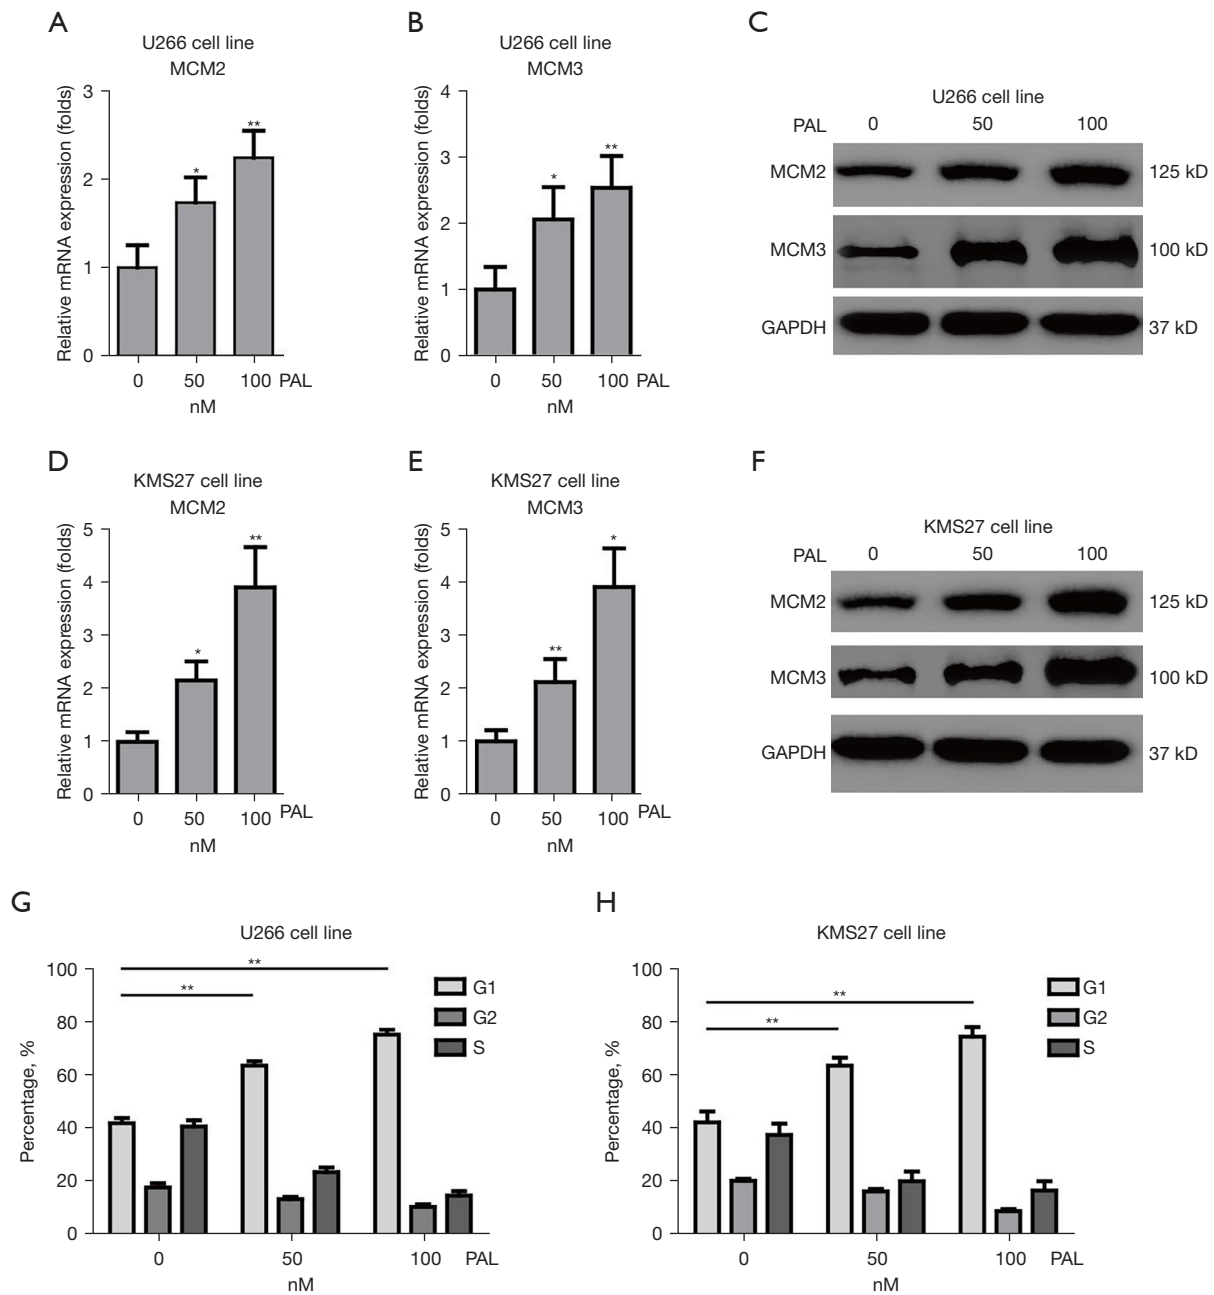 A
U266 cell line
MCM2
Relative mRNA expression (folds)
3
2
1
0
*
**
0 50 100 PAL
nM
B
U266 cell line
MCM3
Relative mRNA expression (folds)
4
3
2
1
0
*
**
0 50 100 PAL
nM
C
U266 cell line
PAL 0 50 100
MCM2 125 kD
MCM3 100 kD
GAPDH 37 kD
D
KMS27 cell line
MCM2
Relative mRNA expression (folds)
5
4
3
2
1
0
*
**
0 50 100 PAL
nM
E
KMS27 cell line
MCM3
Relative mRNA expression (folds)
5
4
3
2
1
0
**
*
0 50 100 PAL
nM
F
KMS27 cell line
PAL 0 50 100
MCM2 125 kD
MCM3 100 kD
GAPDH 37 kD
G
U266 cell line
Percentage, %
100
80
60
40
20
0
**
**
G1
G2
S
0 50 100 PAL
nM
H
KMS27 cell line
Percentage, %
100
80
60
40
20
0
**
**
G1
G2
S
0 50 100 PAL
nM